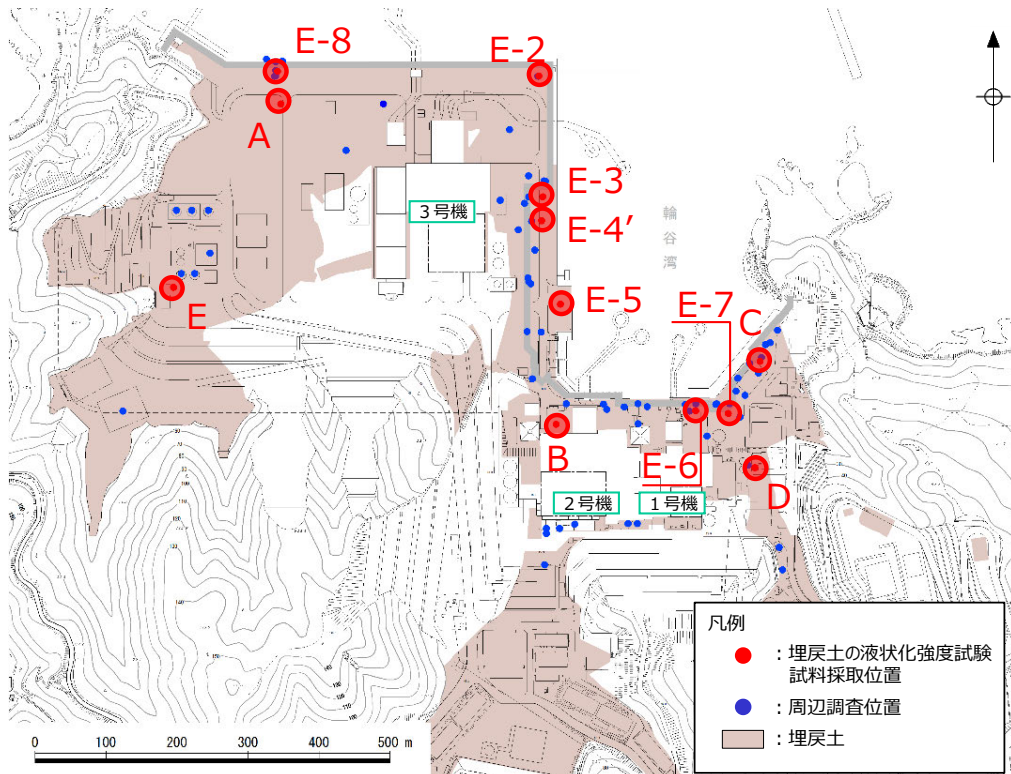 E-8
E-2
A
E-3
3号機
E-4’
輪谷湾
E
E-5
E-7
C
B
E-6
D
2号機
1号機
凡例
：埋戻土の液状化強度試験
試料採取位置
：周辺調査位置
：埋戻土
0 100 200 300 400 500 m